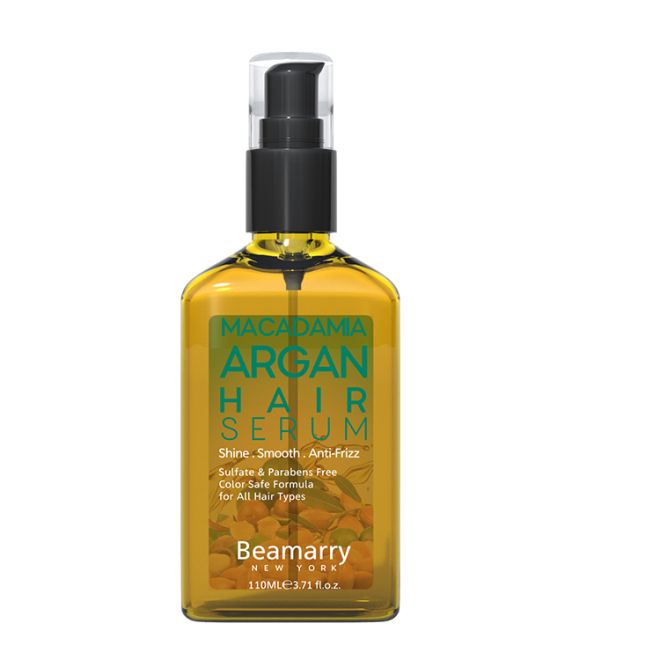 MACADAMIA
ARGAN
HAIR
SERUM
Shine . Smooth . Anti-Frizz
Sulfate & Parabens Free
Color Safe Formula
for All Hair Types
Beamarry
NEW YORK
110ML℮3.71 fl.o.z.